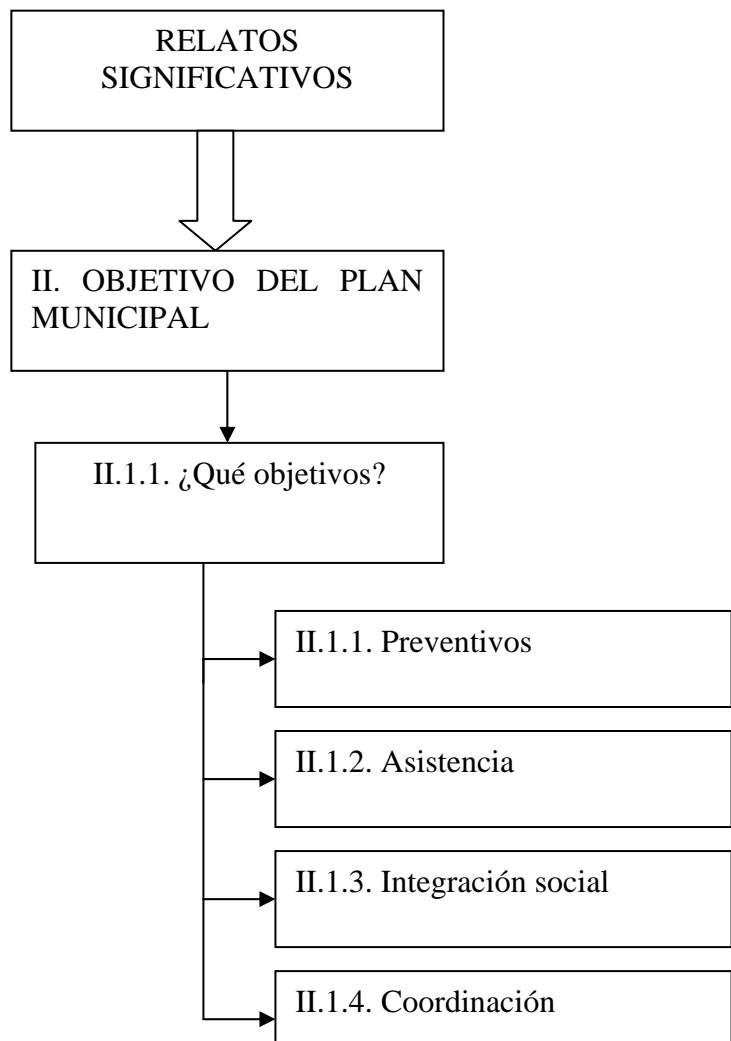 RELATOS
SIGNIFICATIVOS
II. OBJETIVO DEL PLAN
MUNICIPAL
II.1.1. ¿Qué objetivos?
II.1.1. Preventivos
II.1.2. Asistencia
II.1.3. Integración social
II.1.4. Coordinación